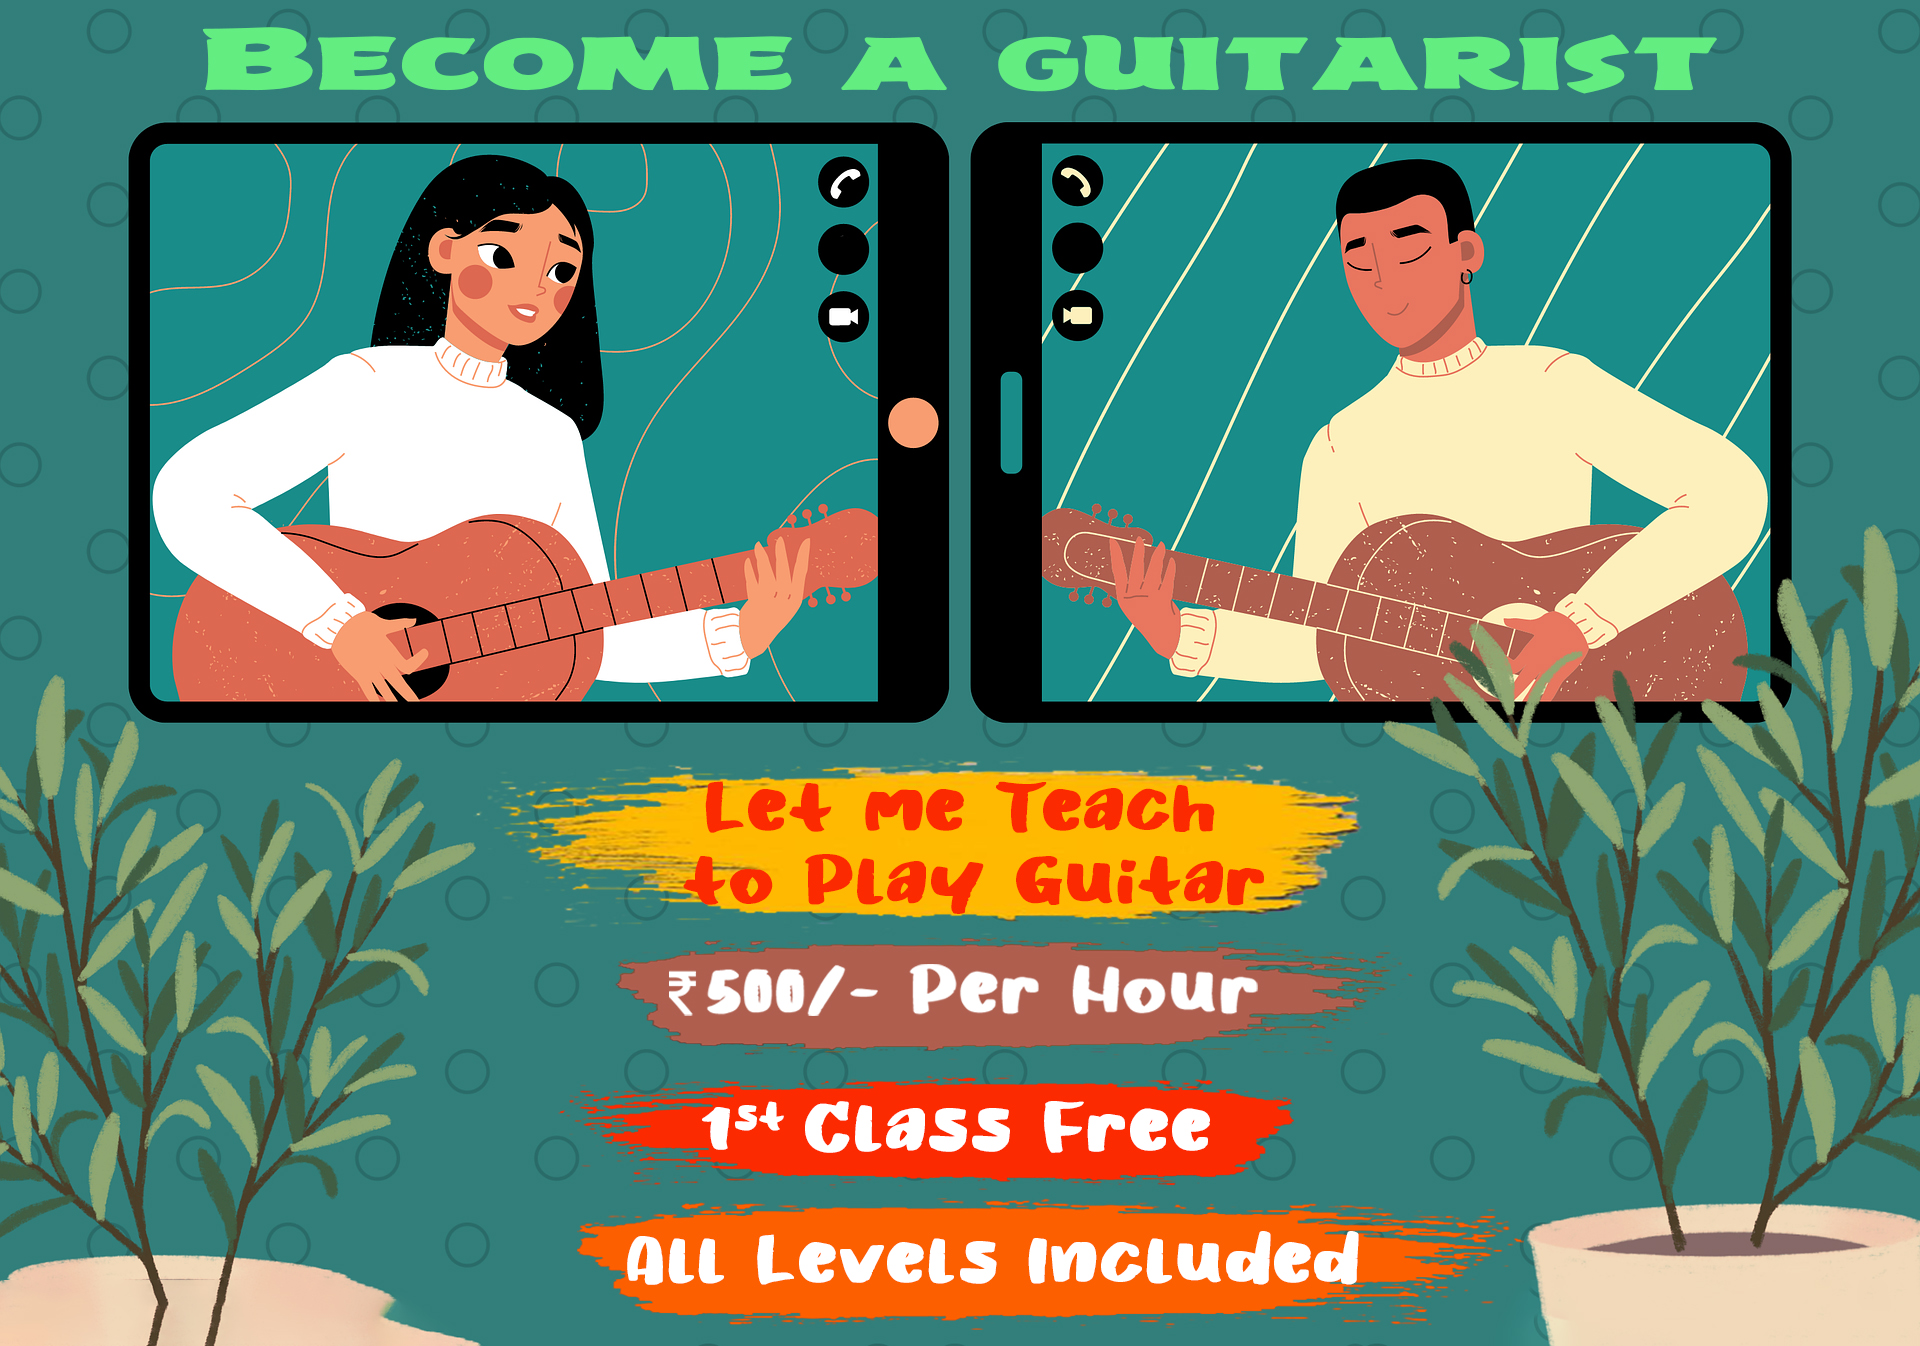 Become a guitarist
Let me Teach
to Play Guitar
₹500/- Per Hour
1st Class Free
All Levels Included